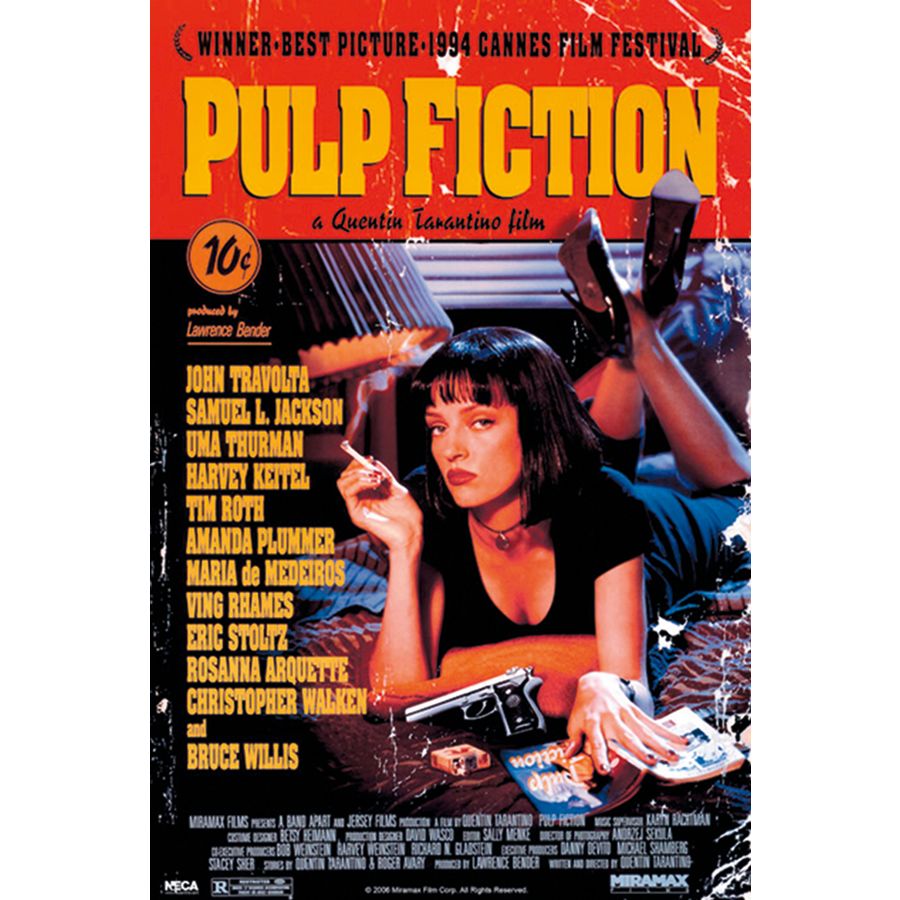 WINNER•BEST PICTURE•1994 CANNES FILM FESTIVAL
PULP FICTION
a Quentin Tarantino film
10¢
produced by
Lawrence Bender
JOHN TRAVOLTA
SAMUEL L. JACKSON
UMA THURMAN
HARVEY KEITEL
TIM ROTH
AMANDA PLUMMER
MARIA de MEDEIROS
VING RHAMES
ERIC STOLTZ
ROSANNA ARQUETTE
CHRISTOPHER WALKEN
and
BRUCE WILLIS
Pulp
Fiction
MIRAMAX FILMS PRESENTS A BAND APART AND JERSEY FILMS PRODUCTION A FILM BY QUENTIN TARANTINO PULP FICTION MUSIC SUPERVISOR KARYN RACHTMAN
COSTUME DESIGNER BETSY HEIMANN PRODUCTION DESIGNER DAVID WASCO EDITOR SALLY MENKE DIRECTOR OF PHOTOGRAPHY ANDRZEJ SEKULA
CO-EXECUTIVE PRODUCERS BOB WEINSTEIN HARVEY WEINSTEIN RICHARD N. GLADSTEIN EXECUTIVE PRODUCERS DANNY DEVITO MICHAEL SHAMBERG
STACEY SHER STORIES BY QUENTIN TARANTINO & ROGER AVARY PRODUCED BY LAWRENCE BENDER WRITTEN AND DIRECTED BY QUENTIN TARANTINO
NECA
R RESTRICTED
© 2006 Miramax Film Corp. All Rights Reserved.
MIRAMAX
FILMS